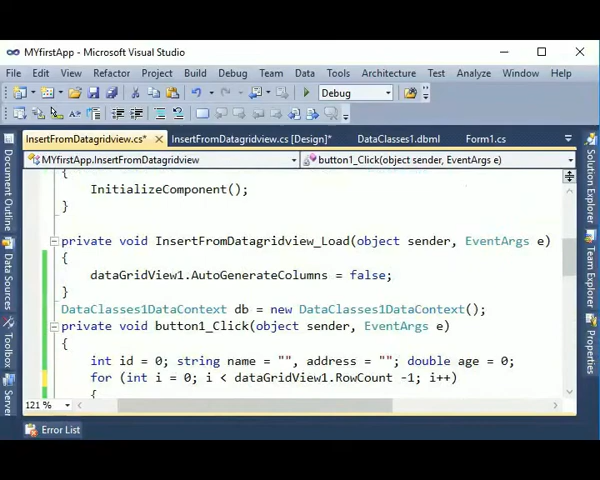 MYfirstApp - Microsoft Visual Studio
File Edit View Refactor Project Build Debug Team Data Tools Architecture Test Analyze Window Help
Debug
InsertFromDatagridview.cs* InsertFromDatagridview.cs [Design]* DataClasses1.dbml Form1.cs
MYfirstApp.InsertFromDatagridview button1_Click(object sender, EventArgs e)
{
InitializeComponent();
}
private void InsertFromDatagridview_Load(object sender, EventArgs e)
{
dataGridView1.AutoGenerateColumns = false;
}
DataClasses1DataContext db = new DataClasses1DataContext();
private void button1_Click(object sender, EventArgs e)
{
int id = 0; string name = "", address = ""; double age = 0;
for (int i = 0; i < dataGridView1.RowCount -1; i++)
{
121 %
Error List
Document Outline
Data Sources
Toolbox
Server
Solution Explorer
Team Explorer
Properties